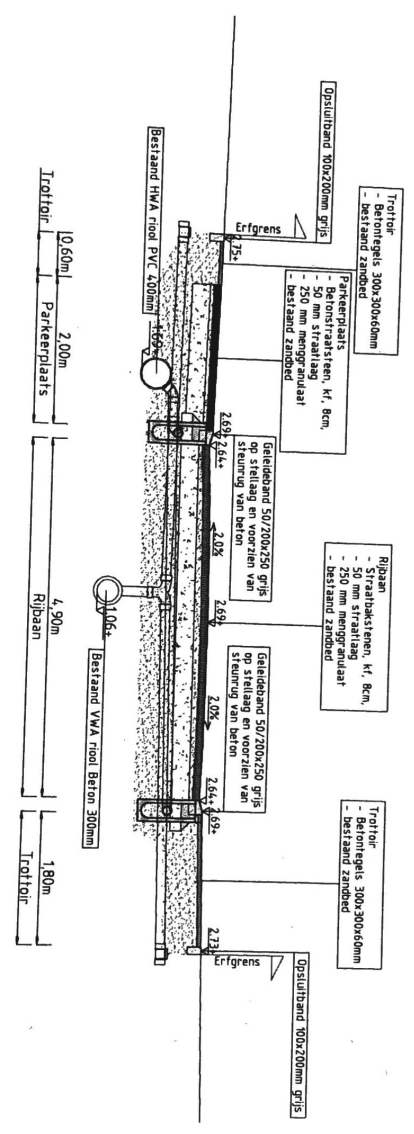 Opsluitband 100x200mm grijs
Trottoir
- Betontegels 300x300x60mm
- bestaand zandbed
Erfgrens
Parkeerplaats
- Betonstraatsteen, kf, 8cm,
- 50 mm straatlaag
- 250 mm menggranulaat
- bestaand zandbed
Geleideband 50/200x250 grijs
op stellaag en voorzien van
steunrug van beton
Rijbaan
- Straatbakstenen, kf, 8cm,
- 50 mm straatlaag
- 250 mm menggranulaat
- bestaand zandbed
Geleideband 50/200x250 grijs
op stellaag en voorzien van
steunrug van beton
Trottoir
- Betontegels 300x300x60mm
- bestaand zandbed
Opsluitband 100x200mm grijs
Erfgrens
2.69+
2.64+
2.0%
2.69+
2.0%
2.64+
2.69+
2.73+
Bestaand HWA riool PVC 400mm
1.06+
Bestaand VWA riool Beton 300mm
0,60m
2,00m
4,90m
1,80m
Trottoir
Parkeerplaats
Rijbaan
Trottoir